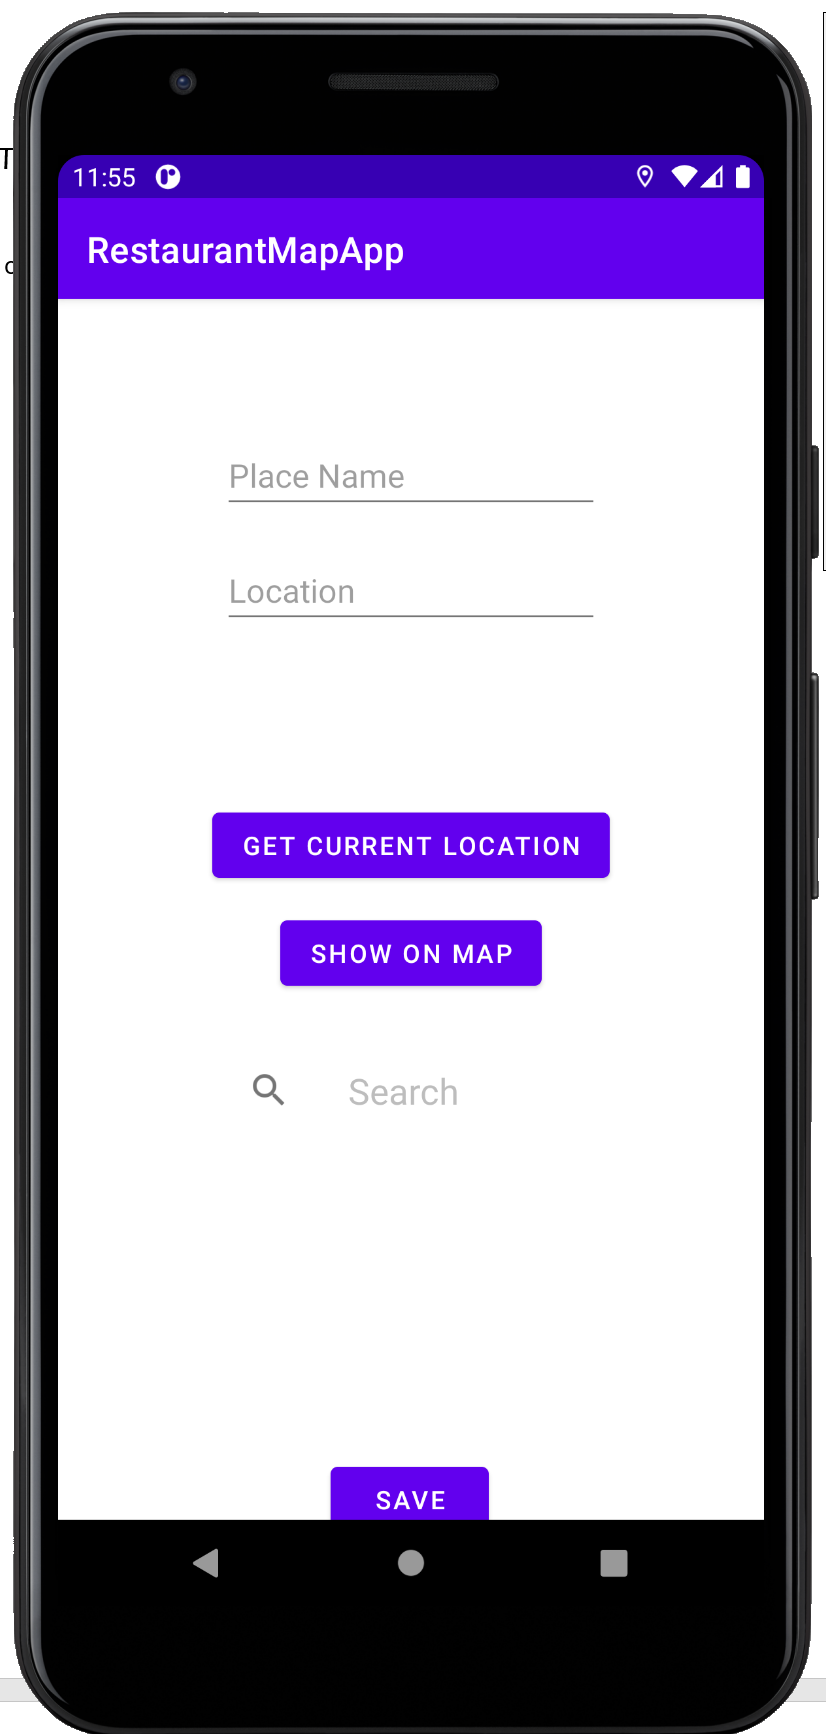 11:55
RestaurantMapApp
Place Name
Location
GET CURRENT LOCATION
SHOW ON MAP
Search
SAVE